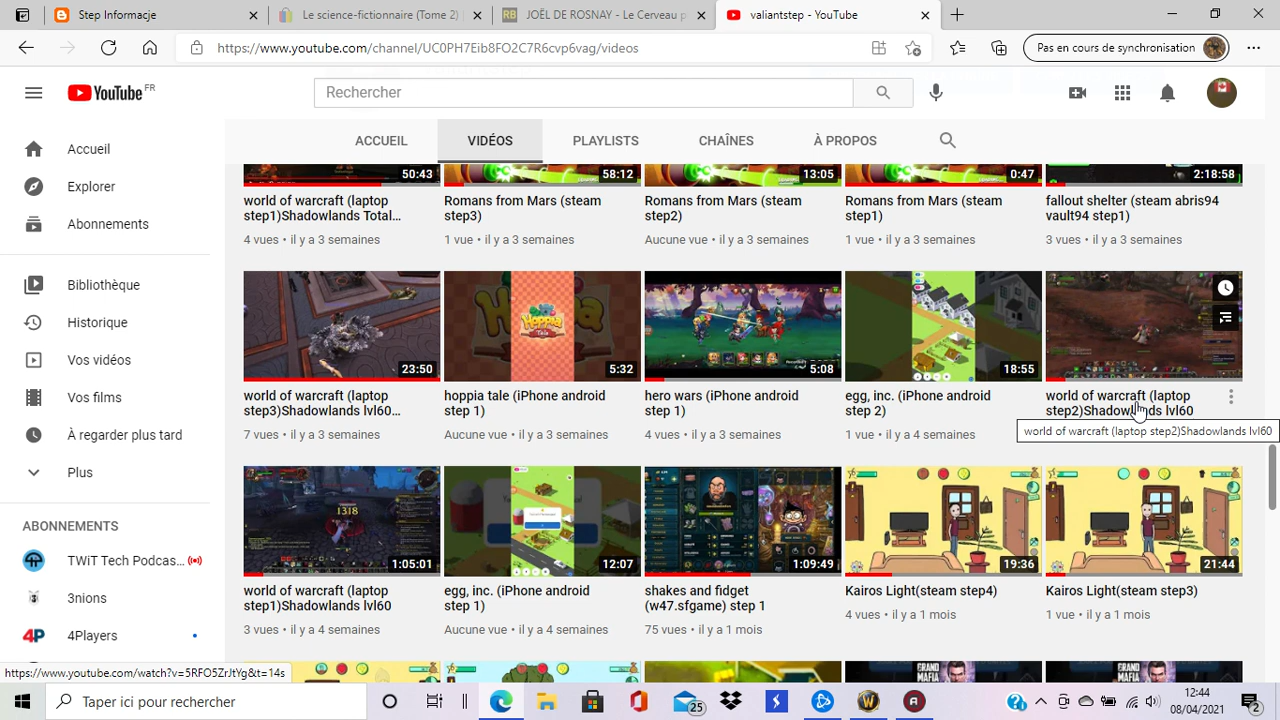 Step Informacje
Le science-fictionnaire (Tome 2)
JOËL DE ROSNAY - Le Cerveau p
valiantstep - YouTube
https://www.youtube.com/channel/UC0PH7Eib8FO2C7R6cvp6vag/videos
Pas en cours de synchronisation
YouTube FR
Rechercher
ACCUEIL VIDÉOS PLAYLISTS CHAÎNES À PROPOS
Accueil
Explorer
Abonnements
Bibliothèque
Historique
Vos vidéos
Vos films
À regarder plus tard
Plus
ABONNEMENTS
TWiT Tech Podcas...
3nions
4P 4Players
50:43 58:12 13:05 0:47 2:18:58
world of warcraft (laptop
step1)Shadowlands Total...
4 vues • il y a 3 semaines
Romans from Mars (steam
step3)
1 vue • il y a 3 semaines
Romans from Mars (steam
step2)
Aucune vue • il y a 3 semaines
Romans from Mars (steam
step1)
1 vue • il y a 3 semaines
fallout shelter (steam abris94
vault94 step1)
3 vues • il y a 3 semaines
23:50 5:32 5:08 18:55
world of warcraft (laptop
step3)Shadowlands lvl60...
7 vues • il y a 3 semaines
hoppia tale (iPhone android
step 1)
Aucune vue • il y a 3 semaines
hero wars (iPhone android
step 1)
4 vues • il y a 3 semaines
egg, inc. (iPhone android
step 2)
1 vue • il y a 4 semaines
world of warcraft (laptop
step2)Shadowlands lvl60
world of warcraft (laptop step2)Shadowlands lvl60
1318
1:05:01 12:07 1:09:49 19:36 21:44
world of warcraft (laptop
step1)Shadowlands lvl60
3 vues • il y a 4 semaines
egg, inc. (iPhone android
step 1)
Aucune vue • il y a 4 semaines
shakes and fidget
(w47.sfgame) step 1
75 vues • il y a 1 mois
Kairos Light(steam step4)
4 vues • il y a 1 mois
Kairos Light(steam step3)
1 vue • il y a 1 mois
GRAND
MAFIA
GRAND
MAFIA
https://www.youtube.com/watch?v=5RFO5ZrJtYg&t=14s
Taper ici pour rechercher
25
12:44
08/04/2021
2